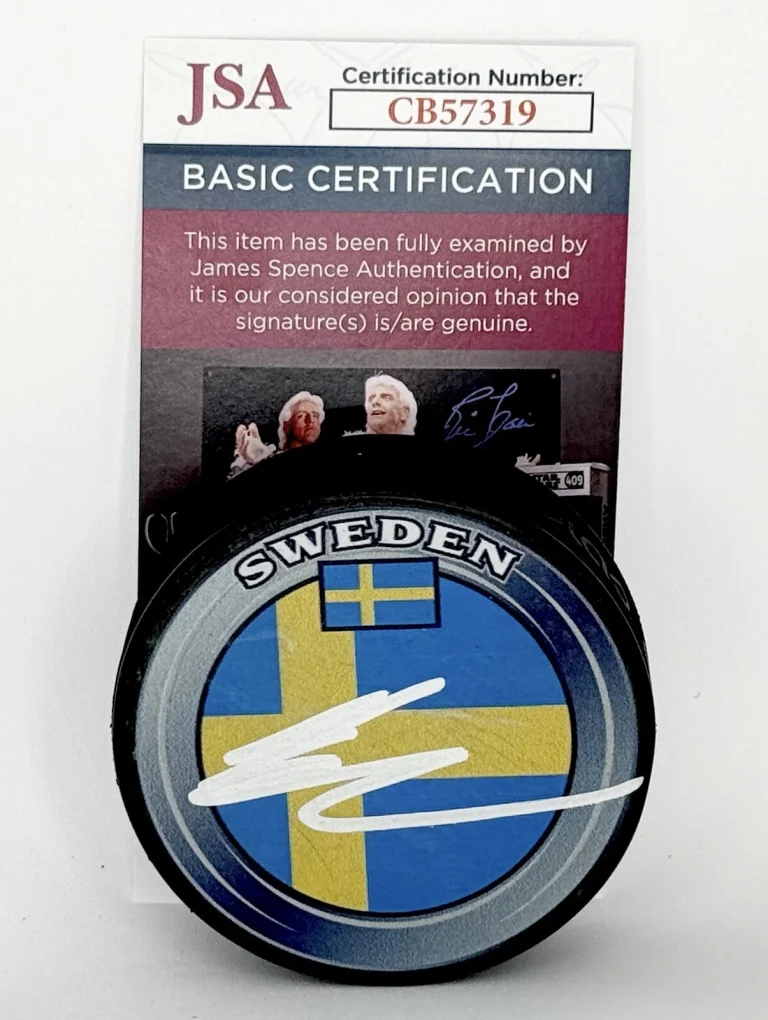 JSA
Certification Number:
CB57319
BASIC CERTIFICATION
This item has been fully examined by
James Spence Authentication, and
it is our considered opinion that the
signature(s) is/are genuine.
409
SWEDEN